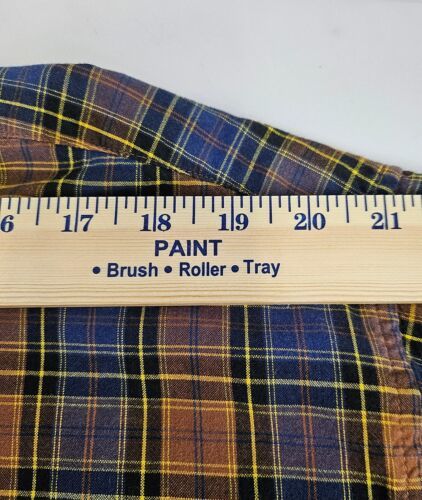 6 17 18 19 20 21
PAINT
• Brush • Roller • Tray